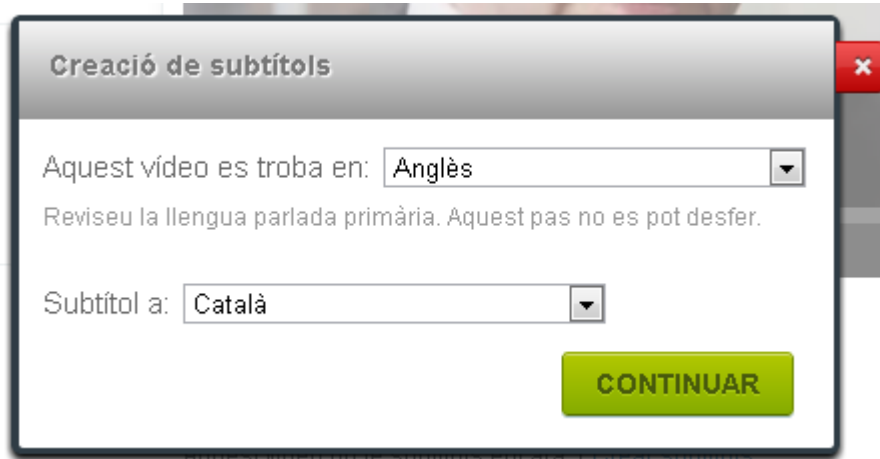 Creació de subtítols
Aquest vídeo es troba en: Anglès
Reviseu la llengua parlada primària. Aquest pas no es pot desfer.
Subtítol a: Català
CONTINUAR